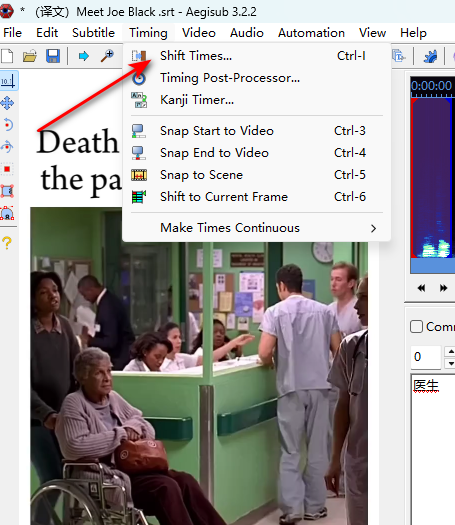 * (译文) Meet Joe Black .srt - Aegisub 3.2.2
File Edit Subtitle Timing Video Audio Automation View Help
Shift Times... Ctrl-I
Timing Post-Processor...
Kanji Timer...
Snap Start to Video Ctrl-3
Snap End to Video Ctrl-4
Snap to Scene Ctrl-5
Shift to Current Frame Ctrl-6
Make Times Continuous
0:00:00
Death
the pa
Comm
0
医生